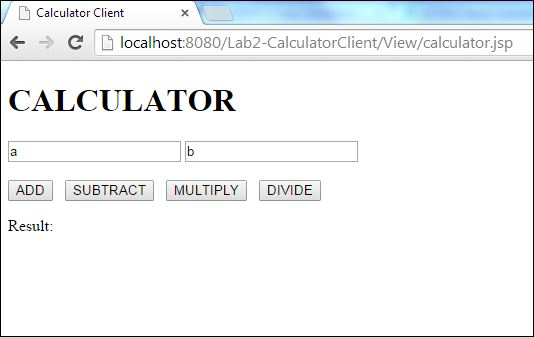 Calculator Client
localhost:8080/Lab2-CalculatorClient/View/calculator.jsp
CALCULATOR
a b
ADD SUBTRACT MULTIPLY DIVIDE
Result: